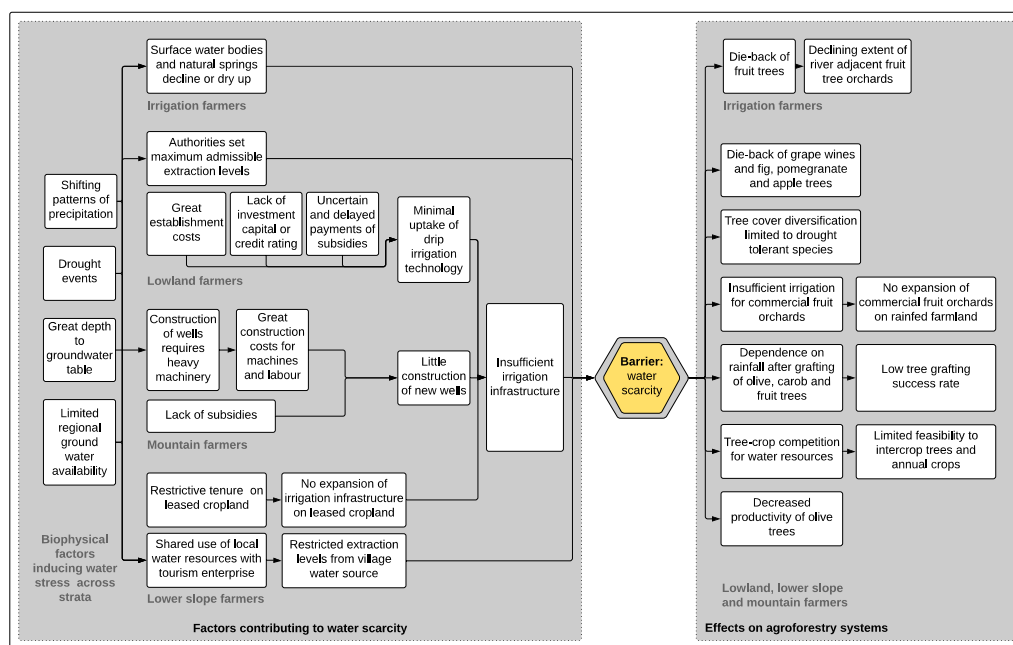 Surface water bodies
and natural springs
decline or dry up
Irrigation farmers
Authorities set
maximum admissible
extraction levels
Shifting
patterns of
precipitation
Drought
events
Great depth
to
groundwater
table
Limited
regional
ground
water
availability
Biophysical
factors
inducing water
stress across
strata
Great
establishment
costs
Lack of
investment
capital or
credit rating
Uncertain
and delayed
payments of
subsidies
Minimal
uptake of
drip
irrigation
technology
Lowland farmers
Construction
of wells
requires
heavy
machinery
Great
construction
costs for
machines
and labour
Little
construction
of new wells
Lack of subsidies
Mountain farmers
Insufficient
irrigation
infrastructure
Restrictive tenure on
leased cropland
No expansion of
irrigation infrastructure
on leased cropland
Shared use of local
water resources with
tourism enterprise
Restricted extraction
levels from village
water source
Lower slope farmers
Factors contributing to water scarcity
Barrier:
water
scarcity
Die-back of
fruit trees
Declining extent of
river adjacent fruit
tree orchards
Irrigation farmers
Die-back of grape wines
and fig, pomegranate
and apple trees
Tree cover diversification
limited to drought
tolerant species
Insufficient irrigation
for commercial fruit
orchards
No expansion of
commercial fruit orchards
on rainfed farmland
Dependence on
rainfall after grafting
of olive, carob and
fruit trees
Low tree grafting
success rate
Tree-crop competition
for water resources
Limited feasibility to
intercrop trees and
annual crops
Decreased
productivity of olive
trees
Lowland, lower slope
and mountain farmers
Effects on agroforestry systems